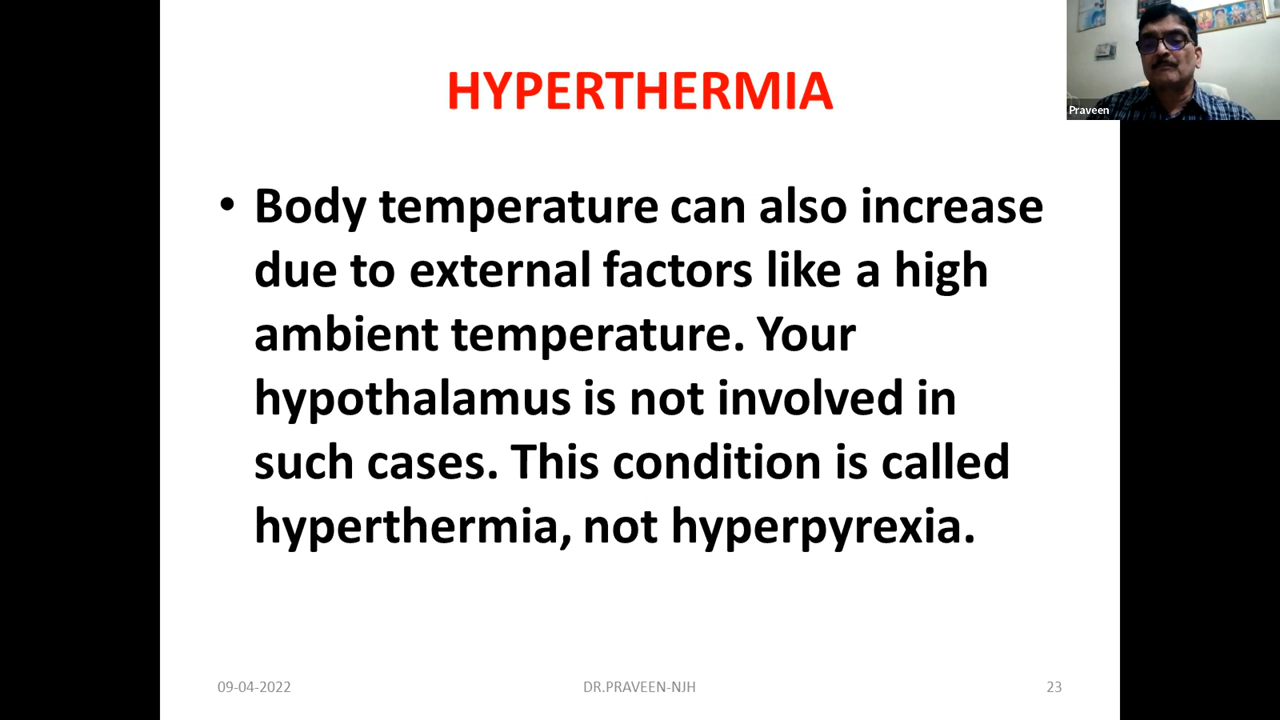 HYPERTHERMIA
Praveen
• Body temperature can also increase
due to external factors like a high
ambient temperature. Your
hypothalamus is not involved in
such cases. This condition is called
hyperthermia, not hyperpyrexia.
09-04-2022
DR.PRAVEEN-NJH
23